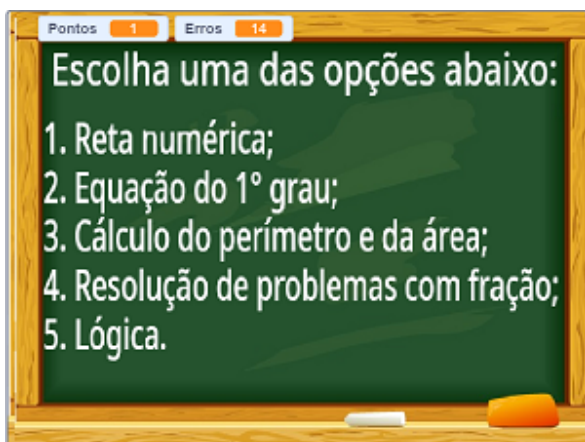 Pontos 1 Erros 14
Escolha uma das opções abaixo:
1. Reta numérica;
2. Equação do 1º grau;
3. Cálculo do perímetro e da área;
4. Resolução de problemas com fração;
5. Lógica.